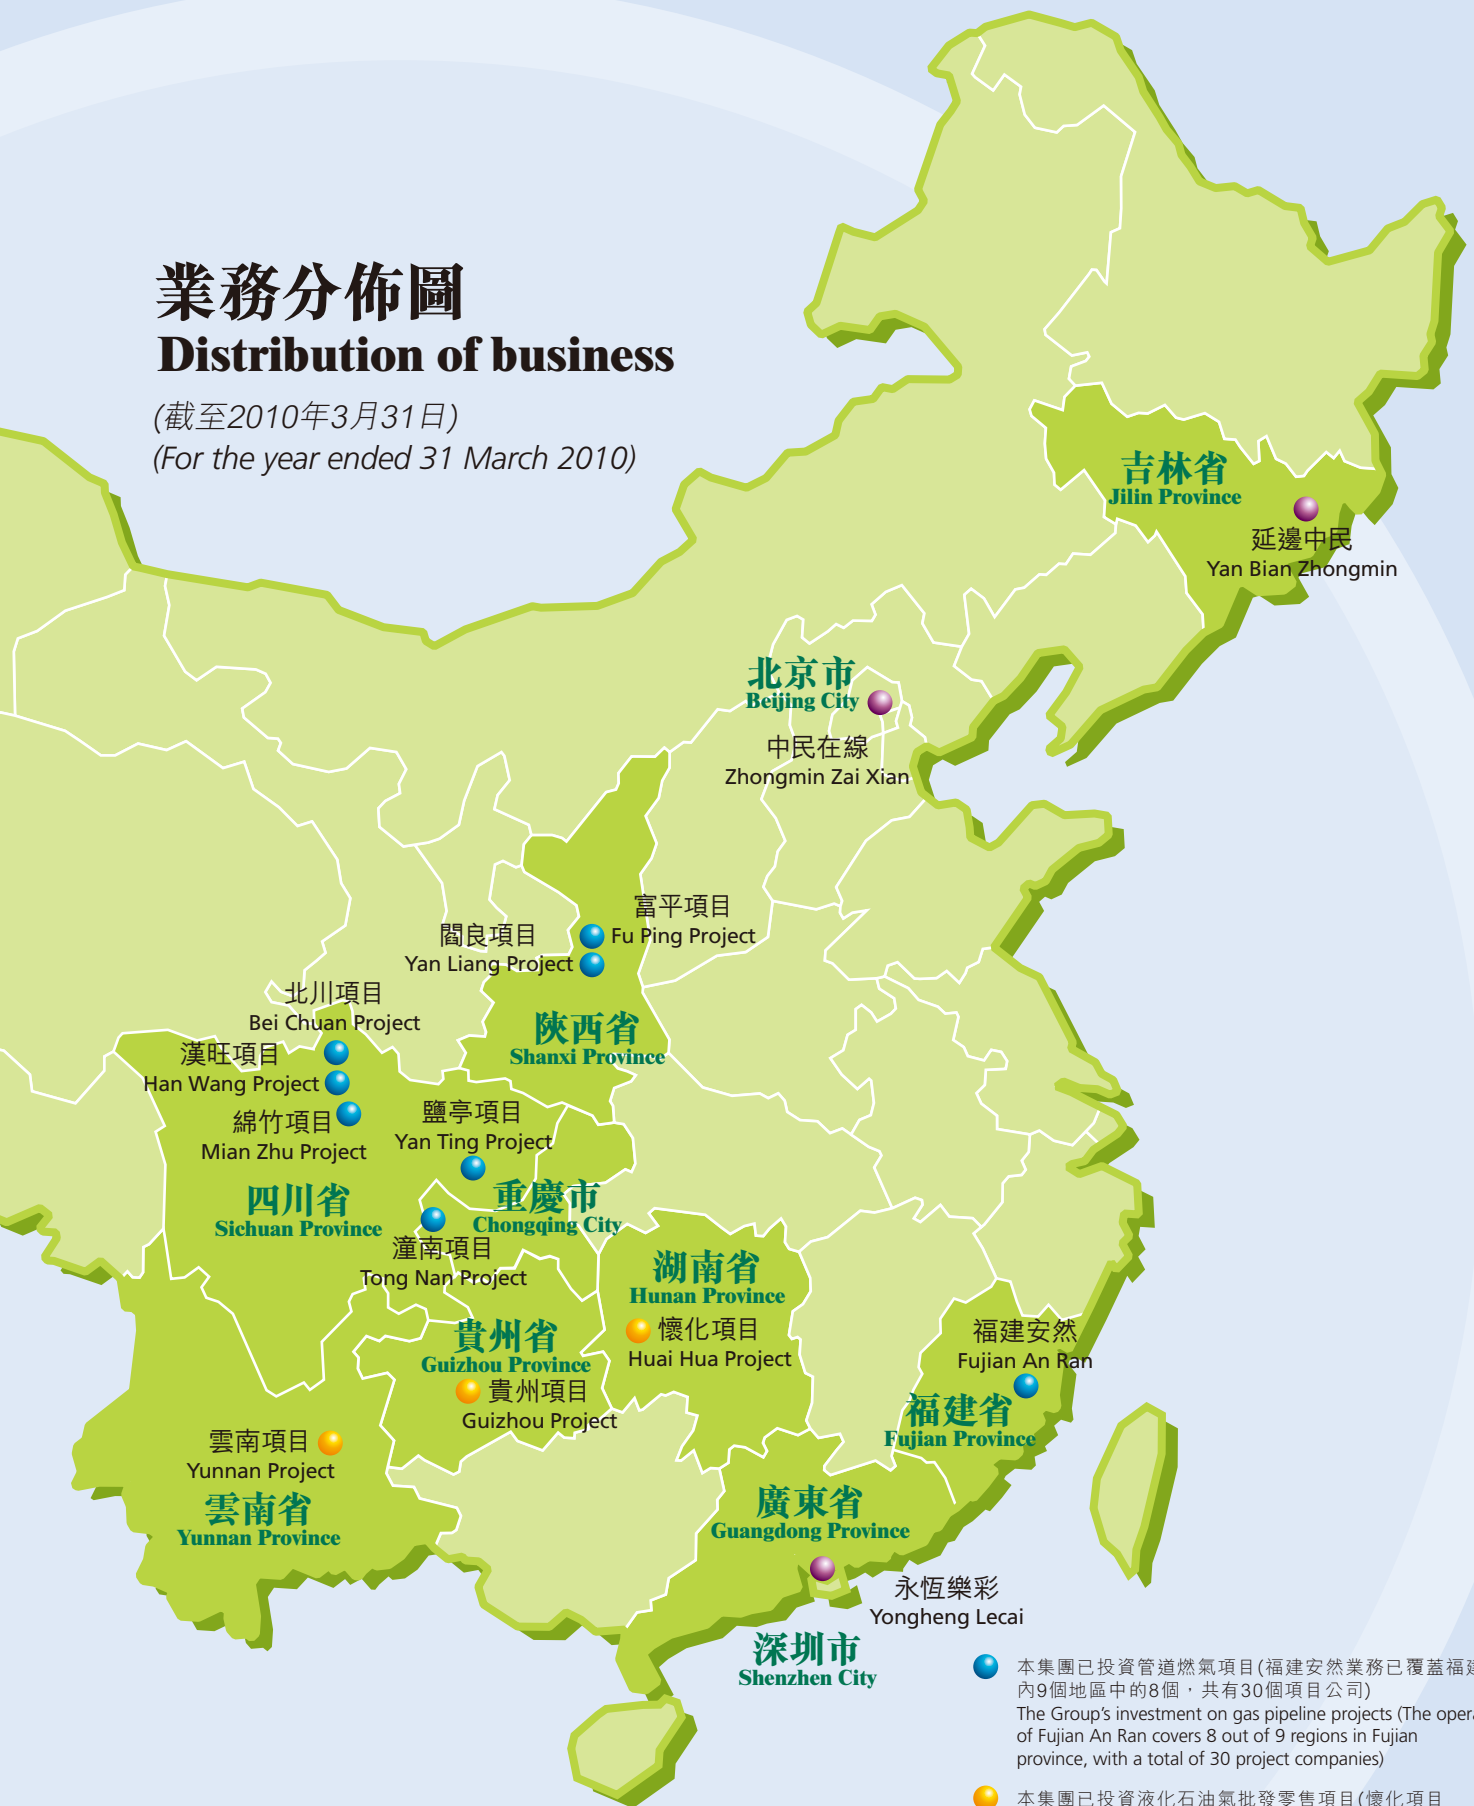 業務分佈圖
Distribution of business
(截至2010年3月31日)
(For the year ended 31 March 2010)
吉林省
Jilin Province
延邊中民
Yan Bian Zhongmin
北京市
Beijing City
中民在線
Zhongmin Zai Xian
富平項目
Fu Ping Project
閻良項目
Yan Liang Project
北川項目
Bei Chuan Project
陝西省
Shanxi Province
漢旺項目
Han Wang Project
綿竹項目
Mian Zhu Project
鹽亭項目
Yan Ting Project
四川省
Sichuan Province
重慶市
Chongqing City
潼南項目
Tong Nan Project
湖南省
Hunan Province
懷化項目
Huai Hua Project
貴州省
Guizhou Province
貴州項目
Guizhou Project
福建安然
Fujian An Ran
福建省
Fujian Province
雲南項目
Yunnan Project
雲南省
Yunnan Province
廣東省
Guangdong Province
永恆樂彩
Yongheng Lecai
深圳市
Shenzhen City
本集團已投資管道燃氣項目(福建安然業務已覆蓋福建
內9個地區中的8個，共有30個項目公司)
The Group's investment on gas pipeline projects (The opera
of Fujian An Ran covers 8 out of 9 regions in Fujian
province, with a total of 30 project companies)
本集團已投資液化石油氣批發零售項目(懷化項目